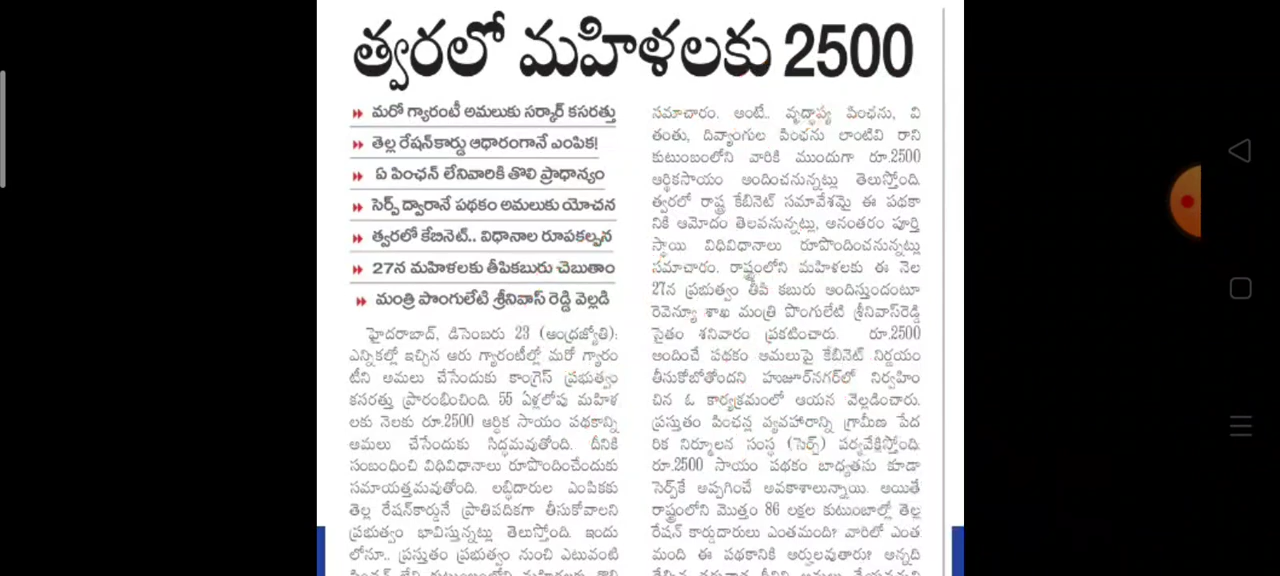 త్వరలో మహిళలకు 2500
మరో గ్యారంటీ అమలుకు సర్కార్ కసరత్తు
తెల్ల రేషన్‌కార్డు ఆధారంగానే ఎంపిక!
ఏ పింఛన్ లేనివారికి తొలి ప్రాధాన్యం
సెర్ప్ ద్వారానే పథకం అమలుకు యోచన
త్వరలో కేబినెట్.. విధానాల రూపకల్పన
27న మహిళలకు తీపికబురు చెబుతాం
మంత్రి పొంగులేటి శ్రీనివాస్ రెడ్డి వెల్లడి
హైదరాబాద్, డిసెంబరు 23 (ఆంధ్రజ్యోతి):
ఎన్నికల్లో ఇచ్చిన ఆరు గ్యారంటీల్లో మరో గ్యారం
టీని అమలు చేసేందుకు కాంగ్రెస్ ప్రభుత్వం
కసరత్తు ప్రారంభించింది. 55 ఏళ్లలోపు మహిళ
లకు నెలకు రూ.2500 ఆర్థిక సాయం పథకాన్ని
అమలు చేసేందుకు సిద్ధమవుతోంది. దీనికి
సంబంధించి విధివిధానాలు రూపొందించేందుకు
సమాయత్తమవుతోంది. లబ్ధిదారుల ఎంపికకు
తెల్ల రేషన్‌కార్డునే ప్రాతిపదికగా తీసుకోవాలని
ప్రభుత్వం భావిస్తున్నట్లు తెలుస్తోంది. ఇందు
లోనూ.. ప్రస్తుతం ప్రభుత్వం నుంచి ఎటువంటి
సమాచారం. అంటే.. వృద్ధాప్య పింఛను, వి
తంతు, దివ్యాంగుల పింఛను లాంటివి రాని
కుటుంబంలోని వారికి ముందుగా రూ.2500
ఆర్థికసాయం అందించనున్నట్లు తెలుస్తోంది.
త్వరలో రాష్ట్ర కేబినెట్ సమావేశమై ఈ పథకా
నికి ఆమోదం తెలపనున్నట్లు, అనంతరం పూర్తి
స్థాయి విధివిధానాలు రూపొందించనున్నట్లు
సమాచారం. రాష్ట్రంలోని మహిళలకు ఈ నెల
27న ప్రభుత్వం తీపి కబురు అందిస్తుందంటూ
రెవెన్యూ శాఖ మంత్రి పొంగులేటి శ్రీనివాస్‌రెడ్డి
సైతం శనివారం ప్రకటించారు. రూ.2500
అందించే పథకం అమలుపై కేబినెట్ నిర్ణయం
తీసుకోబోతోందని హుజూర్‌నగర్‌లో నిర్వహిం
చిన ఓ కార్యక్రమంలో ఆయన వెల్లడించారు.
ప్రస్తుతం పింఛన్ల వ్యవహారాన్ని గ్రామీణ పేద
రిక నిర్మూలన సంస్థ (సెర్ప్) పర్యవేక్షిస్తోంది.
రూ.2500 సాయం పథకం బాధ్యతను కూడా
సెర్ప్‌కే అప్పగించే అవకాశాలున్నాయి. అయితే
రాష్ట్రంలోని మొత్తం 86 లక్షల కుటుంబాల్లో తెల్ల
రేషన్ కార్డుదారులు ఎంతమంది? వారిలో ఎంత
మంది ఈ పథకానికి అర్హులవుతారు? అన్నది